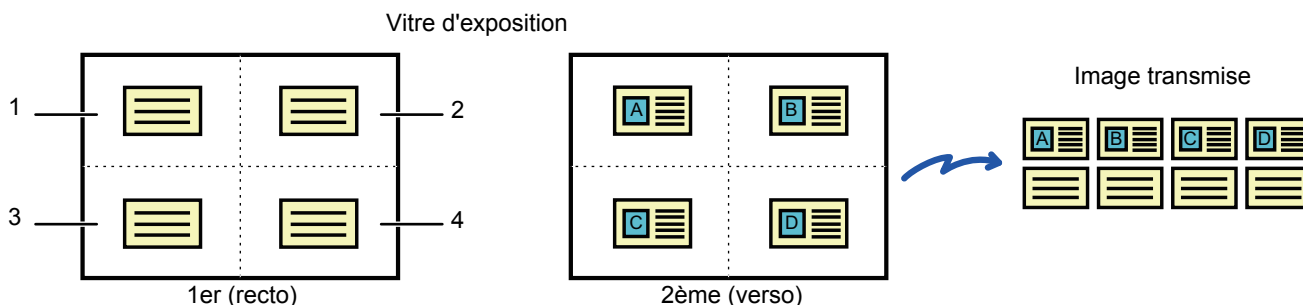 Vitre d'exposition
Image transmise
1
2
3
4
A
B
C
D
A B C D
1er (recto)
2ème (verso)